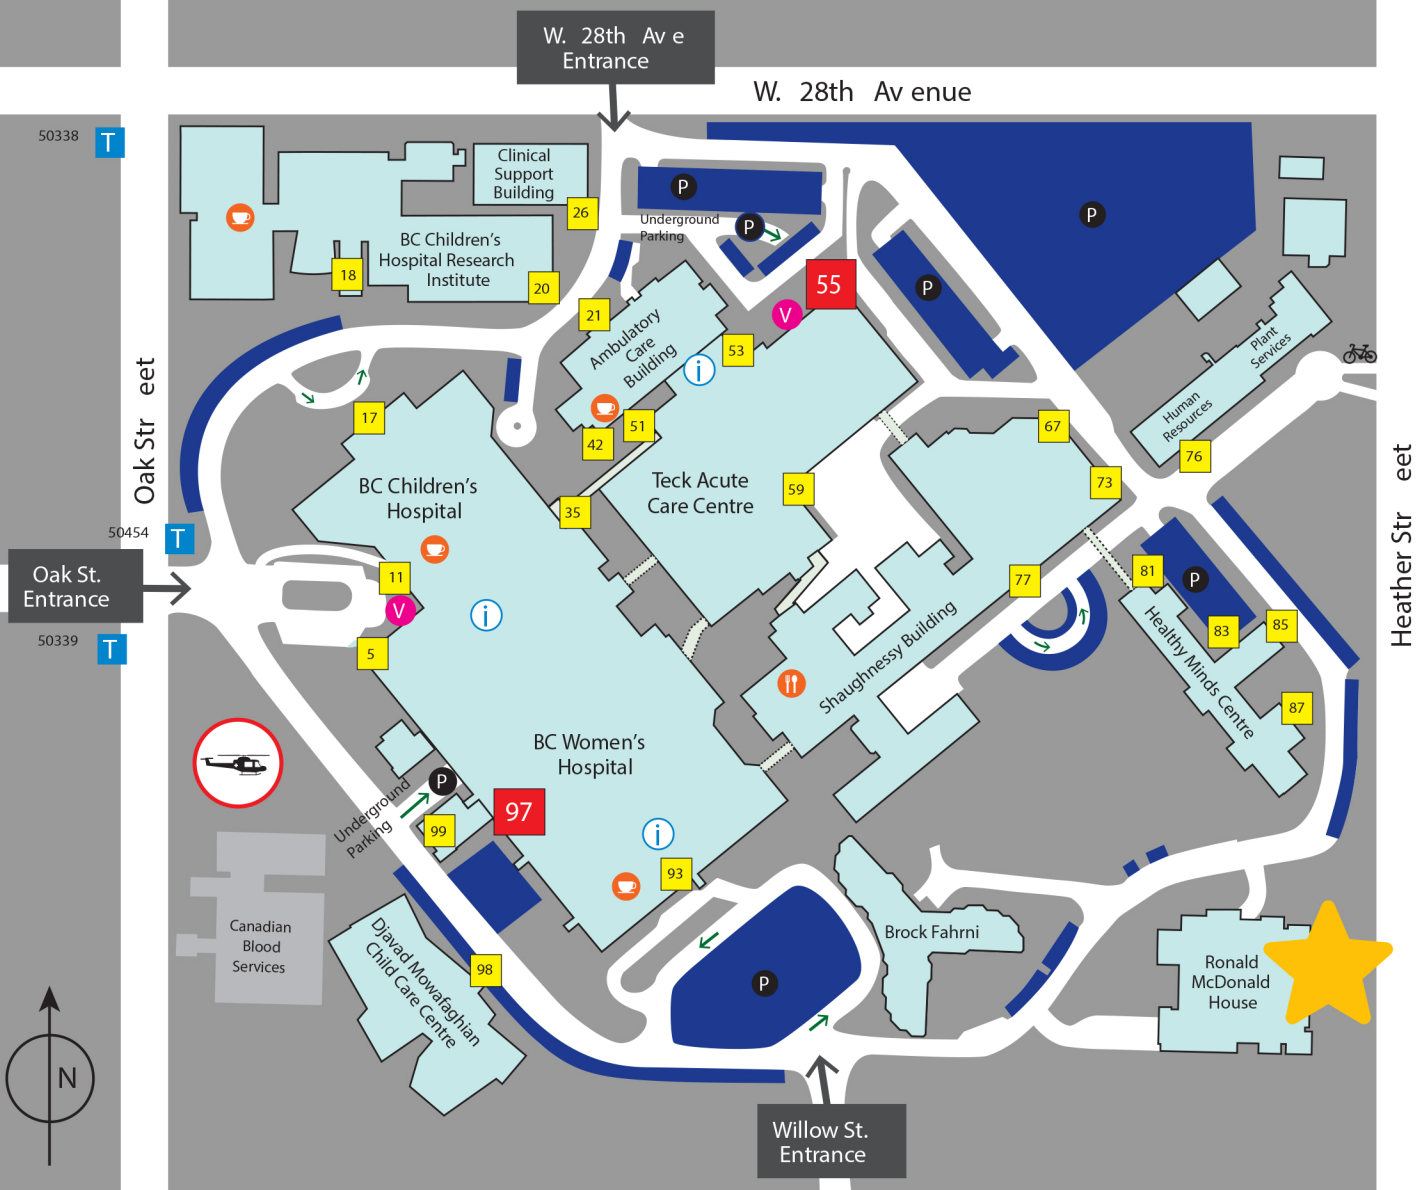 W. 28th Av e
Entrance
W. 28th Av enue
50338
T
Clinical
Support
Building
26
P
Underground
Parking
P
P
BC Children's
Hospital Research
Institute
18
20
21
55
V
P
53
Ambulatory
Care
Building
i
Plant
Services
Human
Resources
Oak Str eet
17
42
51
67
76
Heather Str eet
BC Children's
Hospital
Teck Acute
Care Centre
59
73
35
50454
T
Oak St.
Entrance
11
V
i
77
81
P
50339
T
5
83
85
Healthy Minds Centre
Shaughnessy Building
87
BC Women's
Hospital
Underground
Parking
P
97
99
i
93
Canadian
Blood
Services
Djavad Mowafaghian
Child Care Centre
98
P
Brock Fahrni
Ronald
McDonald
House
N
Willow St.
Entrance